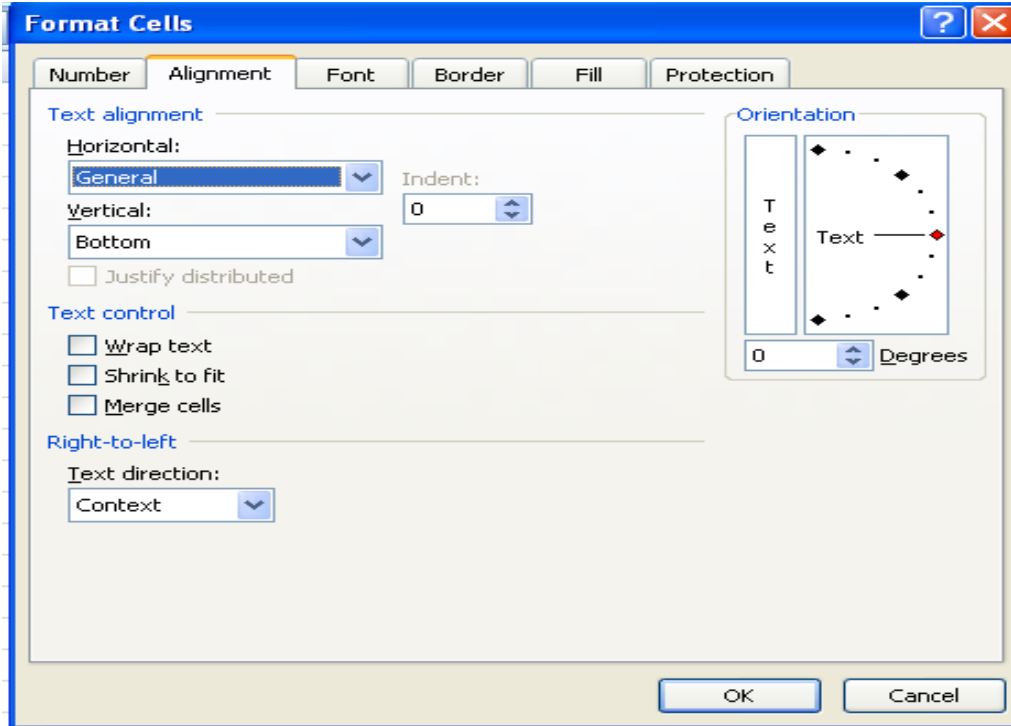 Format Cells
Number Alignment Font Border Fill Protection
Text alignment
Horizontal:
General
Indent:
0
Vertical:
Bottom
Justify distributed
Text control
Wrap text
Shrink to fit
Merge cells
Right-to-left
Text direction:
Context
Orientation
Text
Text
0 Degrees
OK Cancel